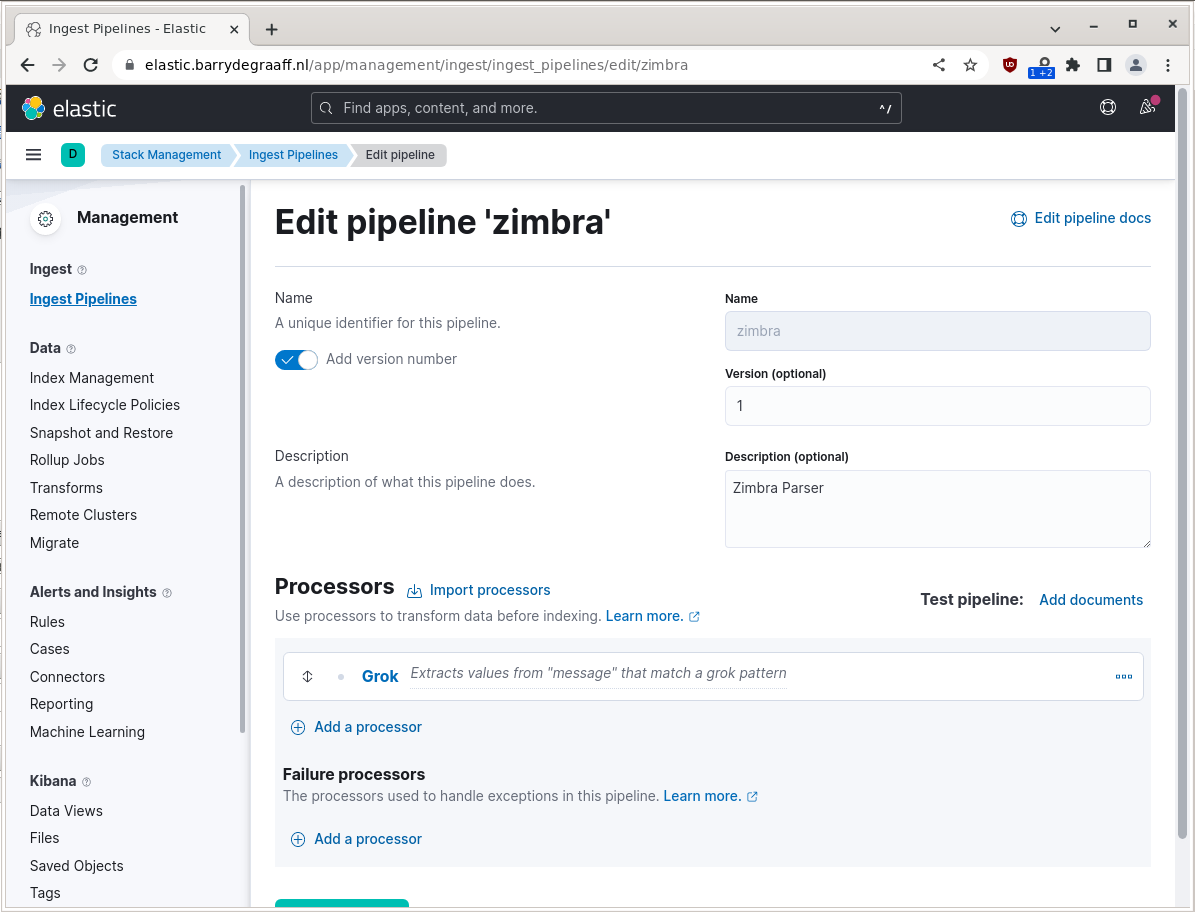 Ingest Pipelines - Elastic
elastic.barrydegraaff.nl/app/management/ingest/ingest_pipelines/edit/zimbra
1 +2
elastic
Find apps, content, and more.
^/
D
Stack Management
Ingest Pipelines
Edit pipeline
Management
Ingest
Ingest Pipelines
Data
Index Management
Index Lifecycle Policies
Snapshot and Restore
Rollup Jobs
Transforms
Remote Clusters
Migrate
Alerts and Insights
Rules
Cases
Connectors
Reporting
Machine Learning
Kibana
Data Views
Files
Saved Objects
Tags
Edit pipeline 'zimbra'
Edit pipeline docs
Name
A unique identifier for this pipeline.
Add version number
Name
zimbra
Version (optional)
1
Description
A description of what this pipeline does.
Description (optional)
Zimbra Parser
Processors
Import processors
Use processors to transform data before indexing. Learn more.
Test pipeline:
Add documents
Grok
Extracts values from "message" that match a grok pattern
Add a processor
Failure processors
The processors used to handle exceptions in this pipeline. Learn more.
Add a processor